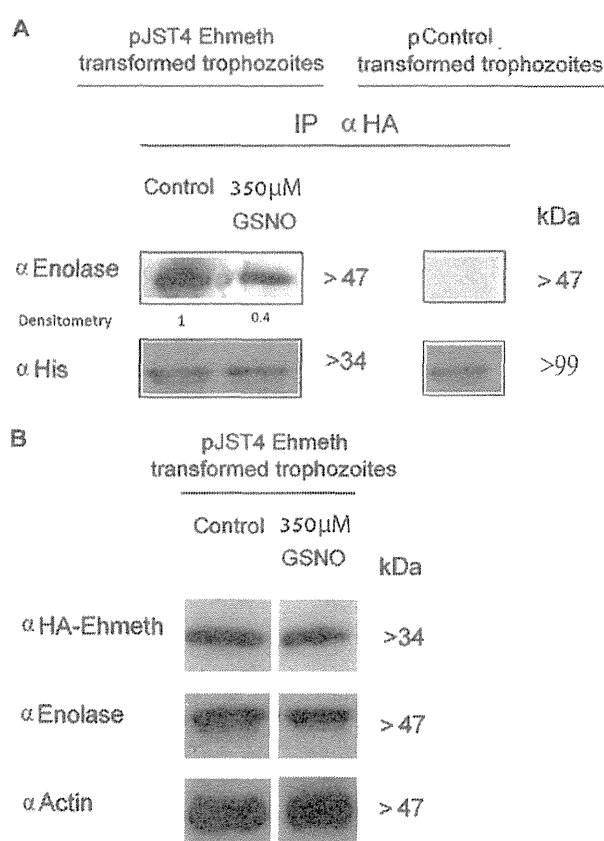 A
pJST4 Ehmeth
transformed trophozoites
pControl
transformed trophozoites
IP α HA
Control 350µM
GSNO
kDa
α Enolase >47 >47
Densitometry 1 0.4
α His >34 >99
B
pJST4 Ehmeth
transformed trophozoites
Control 350µM
GSNO
kDa
α HA-Ehmeth >34
α Enolase >47
α Actin >47